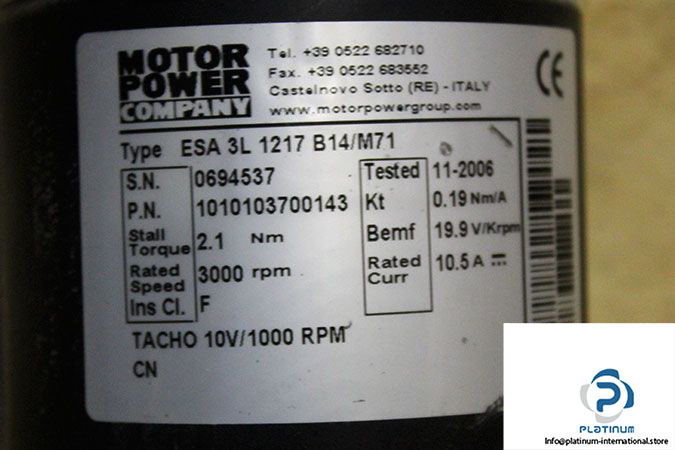 MOTOR
POWER
COMPANY
Tel. +39 0522 682710
Fax. +39 0522 683552
Castelnovo Sotto (RE) - ITALY
www.motorpowergroup.com
CE
Type ESA 3L 1217 B14/M71
S.N. 0694537
P.N. 1010103700143
Stall Torque 2.1 Nm
Rated Speed 3000 rpm
Ins Cl. F
Tested 11-2006
Kt 0.19 Nm/A
Bemf 19.9 V/Krpm
Rated Curr 10.5 A
TACHO 10V/1000 RPM
CN
PLATINUM
Info@platinum-international.store